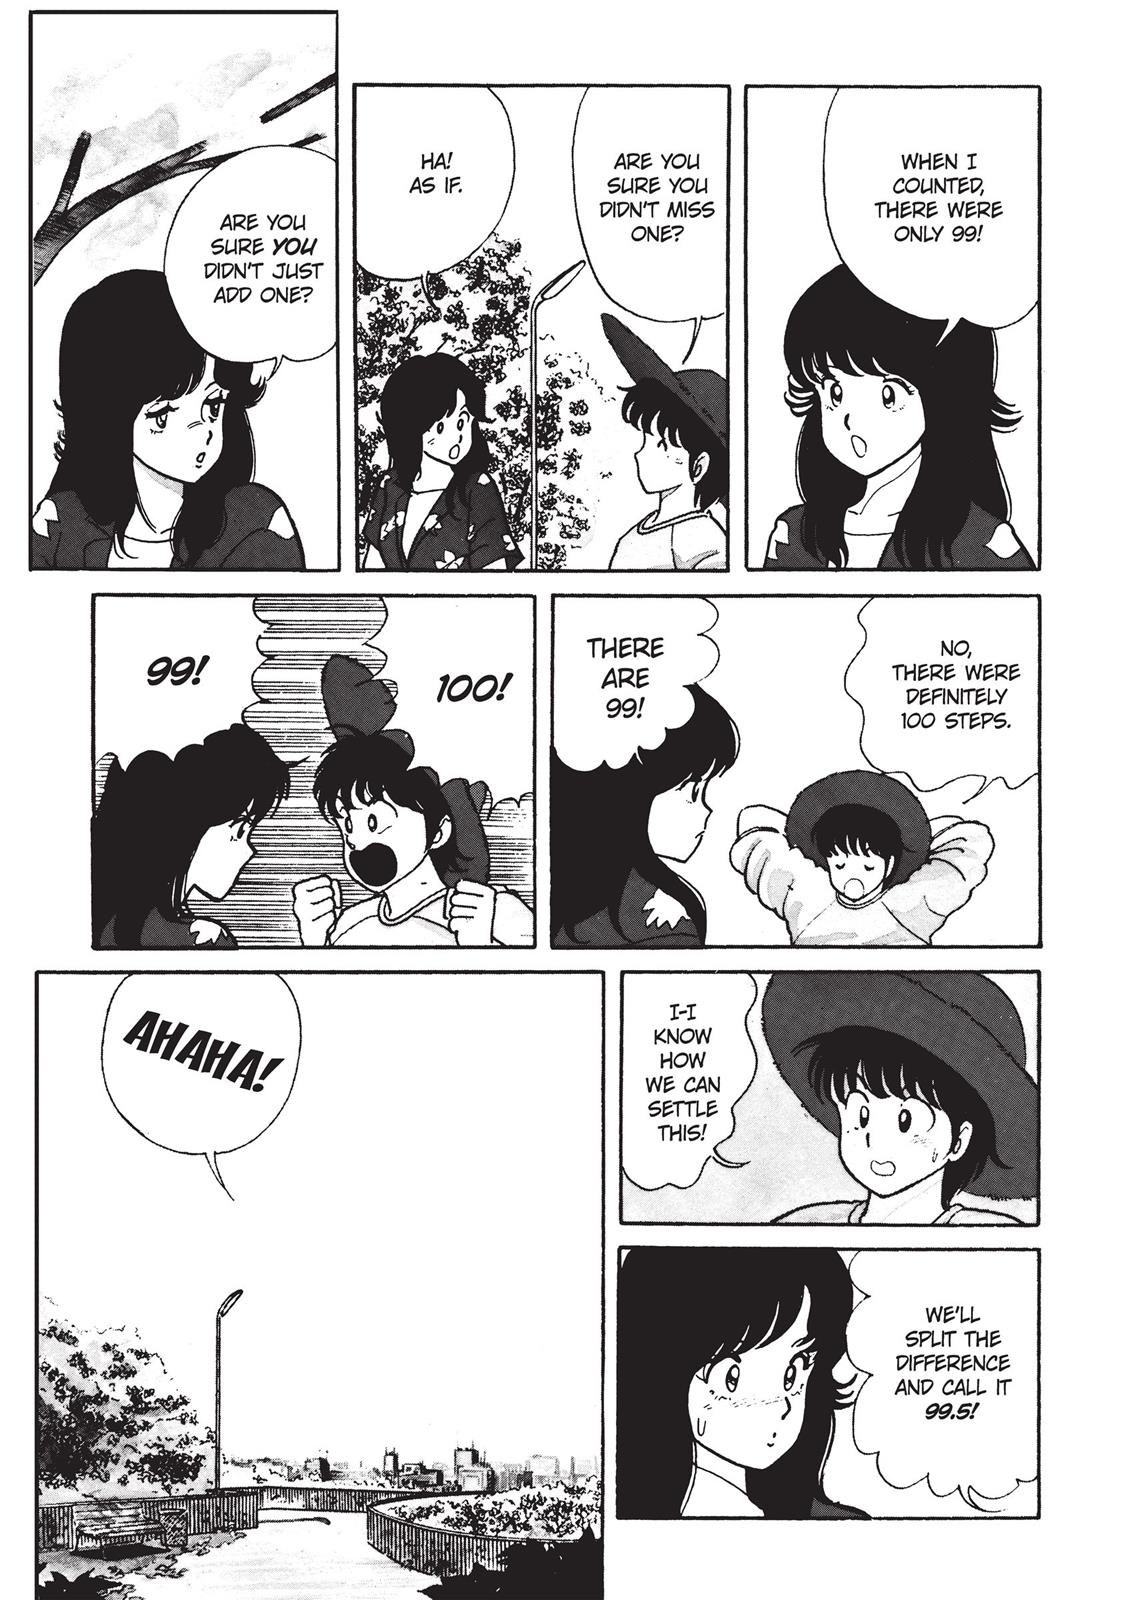 WHEN I
COUNTED,
THERE WERE
ONLY 99!
ARE YOU
SURE YOU
DIDN'T MISS
ONE?
HA!
AS IF.
ARE YOU
SURE YOU
DIDN'T JUST
ADD ONE?
NO,
THERE WERE
DEFINITELY
100 STEPS.
THERE
ARE
99!
100!
99!
I-I
KNOW
HOW
WE CAN
SETTLE
THIS!
WE'LL
SPLIT THE
DIFFERENCE
AND CALL IT
99.5!
AHAHA!